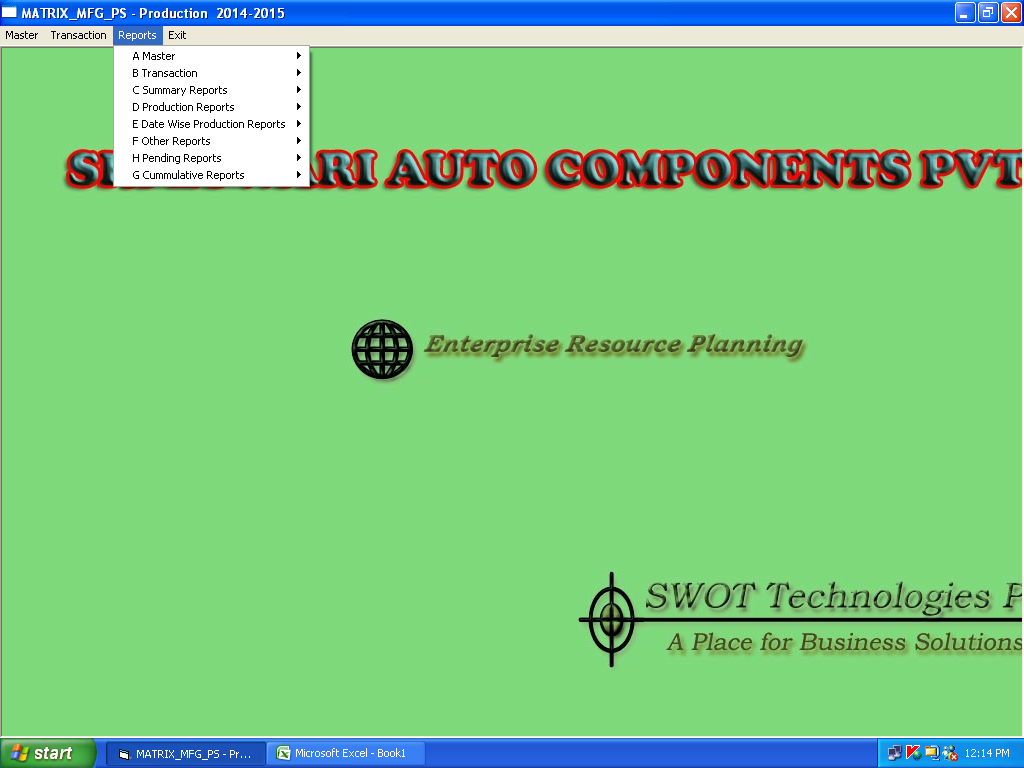 MATRIX_MFG_PS - Production 2014-2015
Master Transaction Reports Exit
A Master
B Transaction
C Summary Reports
D Production Reports
E Date Wise Production Reports
F Other Reports
H Pending Reports
G Cummulative Reports
AUTO COMPONENTS PVT
Enterprise Resource Planning
SWOT Technologies P
A Place for Business Solutions
start MATRIX_MFG_PS - Pr... Microsoft Excel - Book1 12:14 PM